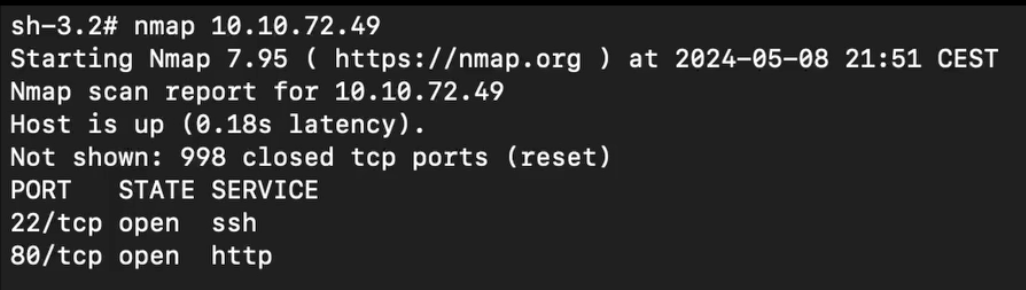 sh-3.2# nmap 10.10.72.49
Starting Nmap 7.95 ( https://nmap.org ) at 2024-05-08 21:51 CEST
Nmap scan report for 10.10.72.49
Host is up (0.18s latency).
Not shown: 998 closed tcp ports (reset)
PORT   STATE SERVICE
22/tcp open  ssh
80/tcp open  http